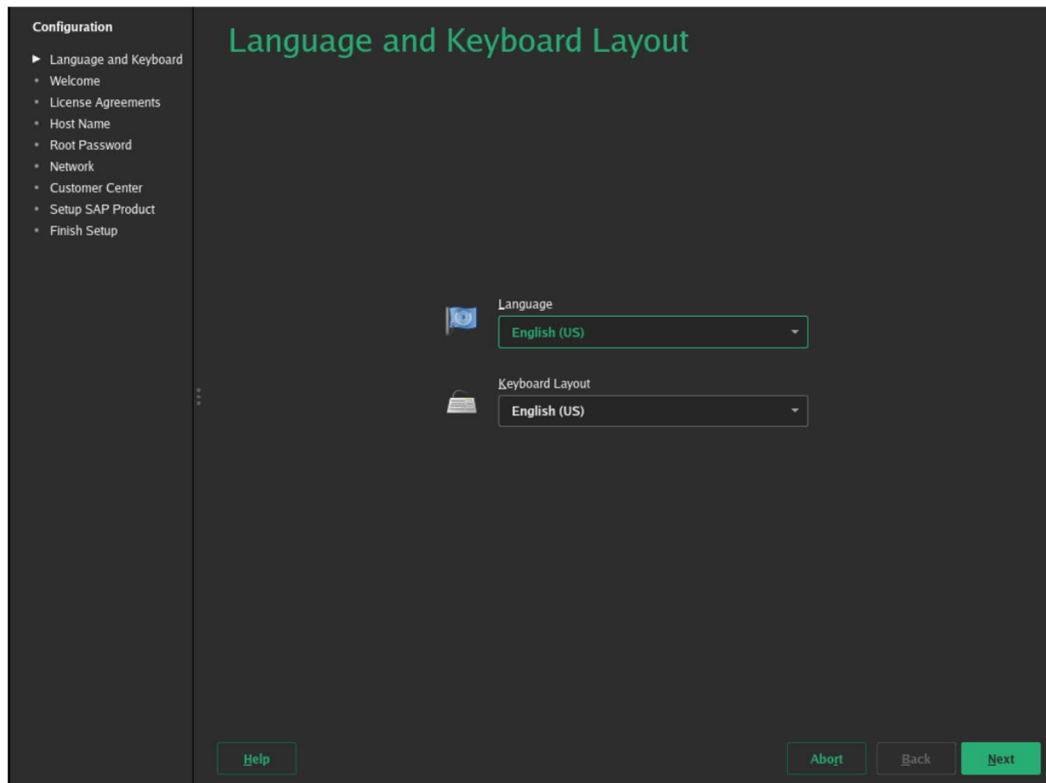 Configuration
Language and Keyboard
Welcome
License Agreements
Host Name
Root Password
Network
Customer Center
Setup SAP Product
Finish Setup
Language and Keyboard Layout
Language
English (US)
Keyboard Layout
English (US)
Help
Abort
Back
Next